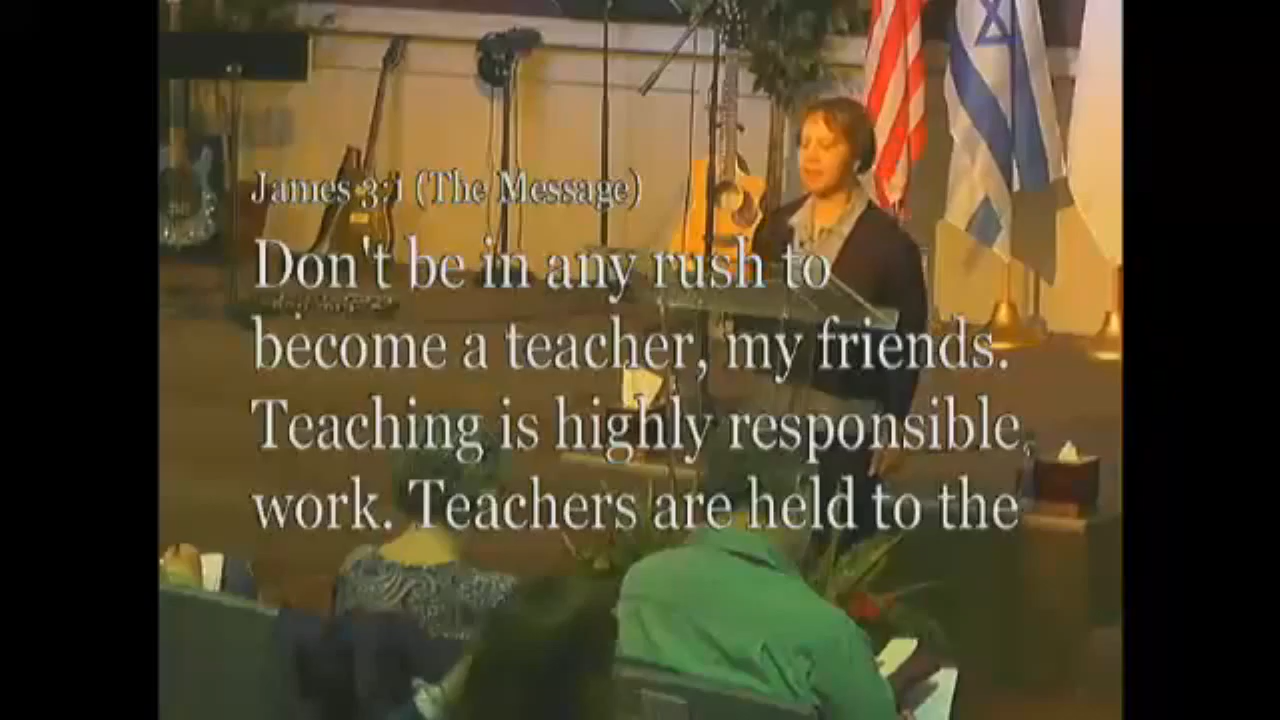 James 3:1 (The Message)
Don't be in any rush to
become a teacher, my friends.
Teaching is highly responsible
work. Teachers are held to the